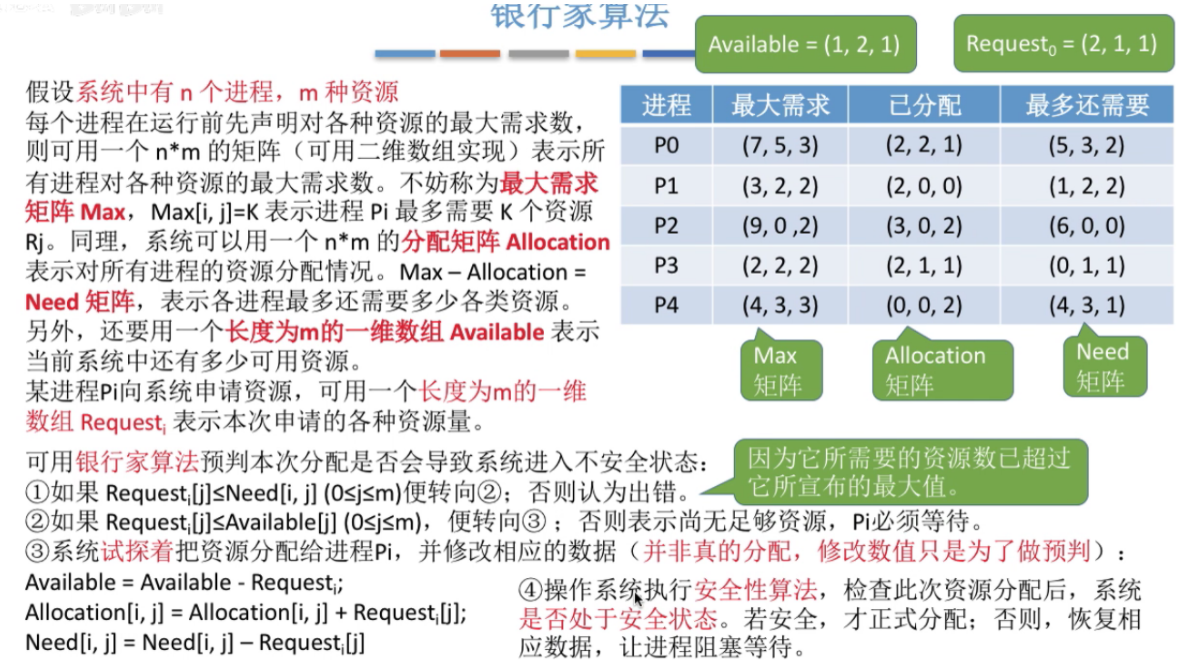 银行家算法
Available = (1, 2, 1)
Request₀ = (2, 1, 1)
假设系统中有 n 个进程，m 种资源
每个进程在运行前先声明对各种资源的最大需求数，
则可用一个 n*m 的矩阵（可用二维数组实现）表示所
有进程对各种资源的最大需求数。不妨称为最大需求
矩阵 Max，Max[i, j]=K 表示进程 Pi 最多需要 K 个资源
Rj。同理，系统可以用一个 n*m 的分配矩阵 Allocation
表示对所有进程的资源分配情况。Max – Allocation =
Need 矩阵，表示各进程最多还需要多少各类资源。
另外，还要用一个长度为m的一维数组 Available 表示
当前系统中还有多少可用资源。
某进程Pi向系统申请资源，可用一个长度为m的一维
数组 Requestᵢ 表示本次申请的各种资源量。
进程 最大需求 已分配 最多还需要
P0 (7, 5, 3) (2, 2, 1) (5, 3, 2)
P1 (3, 2, 2) (2, 0, 0) (1, 2, 2)
P2 (9, 0 ,2) (3, 0, 2) (6, 0, 0)
P3 (2, 2, 2) (2, 1, 1) (0, 1, 1)
P4 (4, 3, 3) (0, 0, 2) (4, 3, 1)
Max
矩阵
Allocation
矩阵
Need
矩阵
可用银行家算法预判本次分配是否会导致系统进入不安全状态：
①如果 Requestᵢ[j]≤Need[i, j] (0≤j≤m)便转向②；否则认为出错。
因为它所需要的资源数已超过
它所宣布的最大值。
②如果 Requestᵢ[j]≤Available[j] (0≤j≤m)，便转向③ ；否则表示尚无足够资源，Pi必须等待。
③系统试探着把资源分配给进程Pi，并修改相应的数据（并非真的分配，修改数值只是为了做预判）：
Available = Available - Requestᵢ;
Allocation[i, j] = Allocation[i, j] + Requestᵢ[j];
Need[i, j] = Need[i, j] – Requestᵢ[j]
④操作系统执行安全性算法，检查此次资源分配后，系统
是否处于安全状态。若安全，才正式分配；否则，恢复相
应数据，让进程阻塞等待。